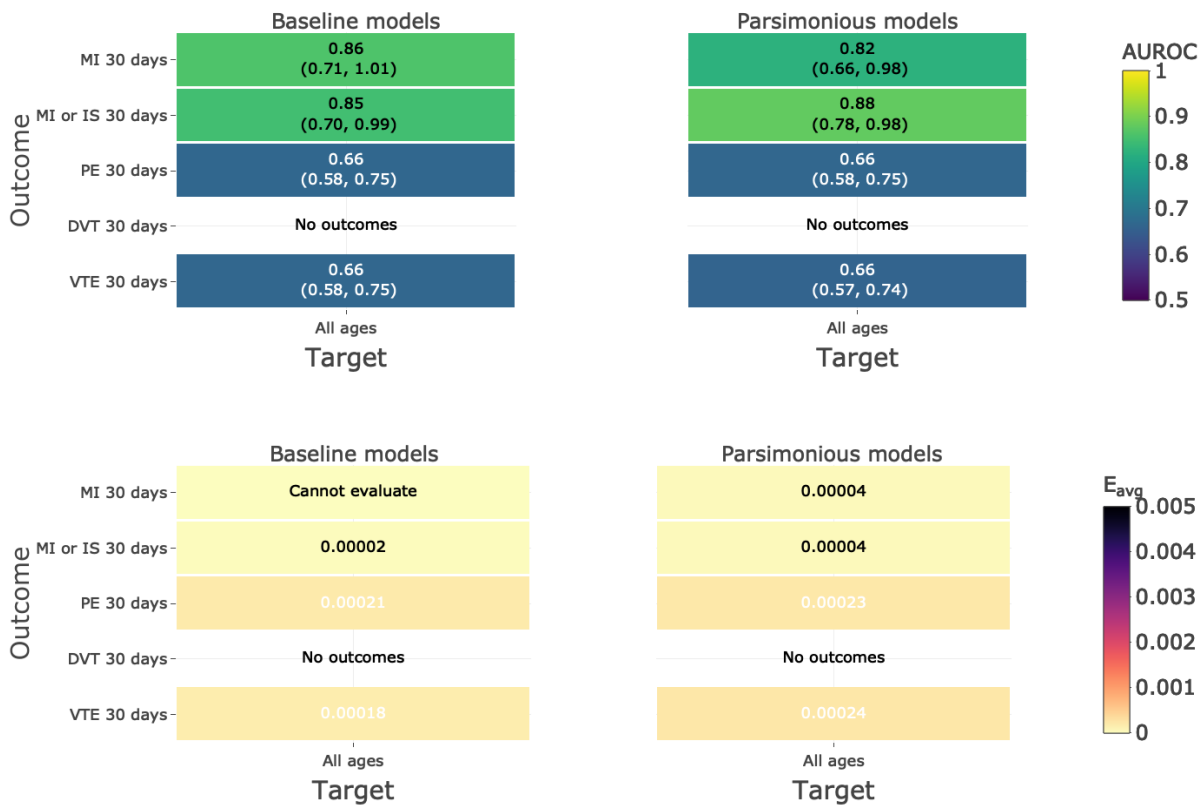 Baseline models
Parsimonious models
AUROC
Outcome
MI 30 days
0.86
(0.71, 1.01)
0.82
(0.66, 0.98)
MI or IS 30 days
0.85
(0.70, 0.99)
0.88
(0.78, 0.98)
PE 30 days
0.66
(0.58, 0.75)
0.66
(0.58, 0.75)
DVT 30 days
No outcomes
No outcomes
VTE 30 days
0.66
(0.58, 0.75)
0.66
(0.57, 0.74)
1
0.9
0.8
0.7
0.6
0.5
All ages
All ages
Target
Target
Baseline models
Parsimonious models
Eavg
Outcome
MI 30 days
Cannot evaluate
0.00004
MI or IS 30 days
0.00002
0.00004
PE 30 days
0.00021
0.00023
DVT 30 days
No outcomes
No outcomes
VTE 30 days
0.00018
0.00024
0.005
0.004
0.003
0.002
0.001
0
All ages
All ages
Target
Target